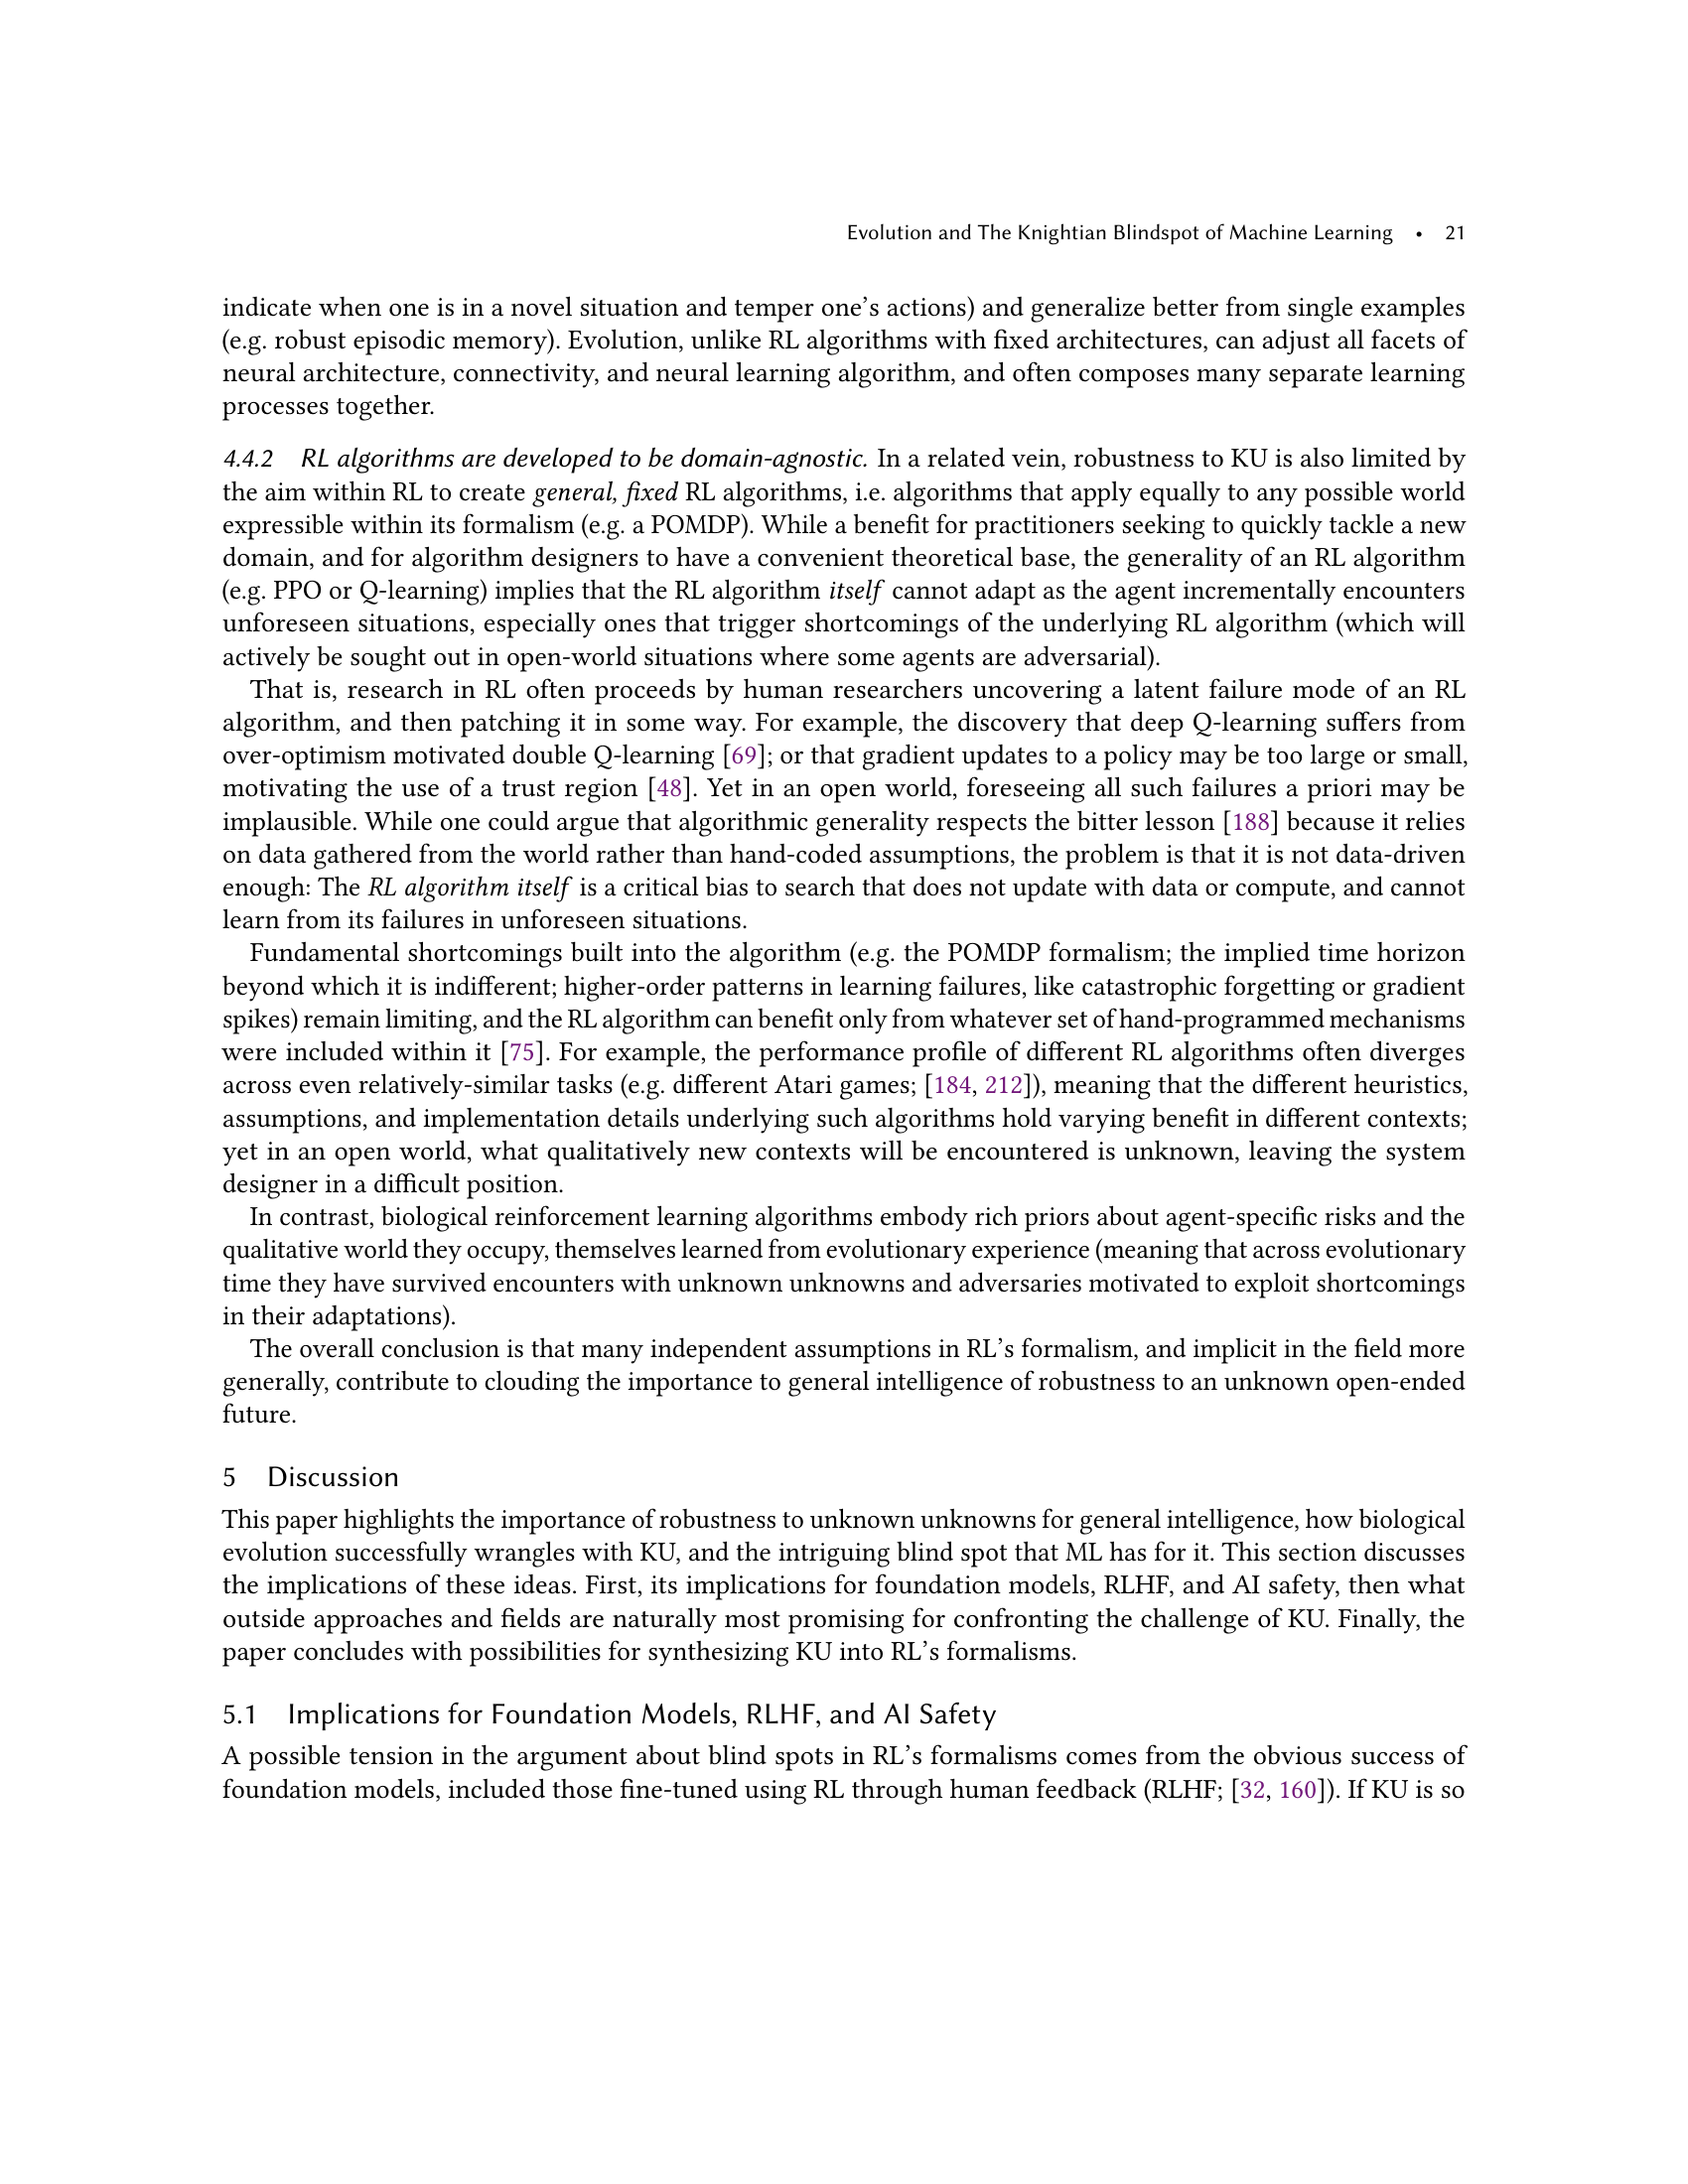 Evolution and The Knightian Blindspot of Machine Learning • 21
indicate when one is in a novel situation and temper one's actions) and generalize better from single examples
(e.g. robust episodic memory). Evolution, unlike RL algorithms with fixed architectures, can adjust all facets of
neural architecture, connectivity, and neural learning algorithm, and often composes many separate learning
processes together.
4.4.2 RL algorithms are developed to be domain-agnostic. In a related vein, robustness to KU is also limited by
the aim within RL to create general, fixed RL algorithms, i.e. algorithms that apply equally to any possible world
expressible within its formalism (e.g. a POMDP). While a benefit for practitioners seeking to quickly tackle a new
domain, and for algorithm designers to have a convenient theoretical base, the generality of an RL algorithm
(e.g. PPO or Q-learning) implies that the RL algorithm itself cannot adapt as the agent incrementally encounters
unforeseen situations, especially ones that trigger shortcomings of the underlying RL algorithm (which will
actively be sought out in open-world situations where some agents are adversarial).
That is, research in RL often proceeds by human researchers uncovering a latent failure mode of an RL
algorithm, and then patching it in some way. For example, the discovery that deep Q-learning suffers from
over-optimism motivated double Q-learning [69]; or that gradient updates to a policy may be too large or small,
motivating the use of a trust region [48]. Yet in an open world, foreseeing all such failures a priori may be
implausible. While one could argue that algorithmic generality respects the bitter lesson [188] because it relies
on data gathered from the world rather than hand-coded assumptions, the problem is that it is not data-driven
enough: The RL algorithm itself is a critical bias to search that does not update with data or compute, and cannot
learn from its failures in unforeseen situations.
Fundamental shortcomings built into the algorithm (e.g. the POMDP formalism; the implied time horizon
beyond which it is indifferent; higher-order patterns in learning failures, like catastrophic forgetting or gradient
spikes) remain limiting, and the RL algorithm can benefit only from whatever set of hand-programmed mechanisms
were included within it [75]. For example, the performance profile of different RL algorithms often diverges
across even relatively-similar tasks (e.g. different Atari games; [184, 212]), meaning that the different heuristics,
assumptions, and implementation details underlying such algorithms hold varying benefit in different contexts;
yet in an open world, what qualitatively new contexts will be encountered is unknown, leaving the system
designer in a difficult position.
In contrast, biological reinforcement learning algorithms embody rich priors about agent-specific risks and the
qualitative world they occupy, themselves learned from evolutionary experience (meaning that across evolutionary
time they have survived encounters with unknown unknowns and adversaries motivated to exploit shortcomings
in their adaptations).
The overall conclusion is that many independent assumptions in RL's formalism, and implicit in the field more
generally, contribute to clouding the importance to general intelligence of robustness to an unknown open-ended
future.
5 Discussion
This paper highlights the importance of robustness to unknown unknowns for general intelligence, how biological
evolution successfully wrangles with KU, and the intriguing blind spot that ML has for it. This section discusses
the implications of these ideas. First, its implications for foundation models, RLHF, and AI safety, then what
outside approaches and fields are naturally most promising for confronting the challenge of KU. Finally, the
paper concludes with possibilities for synthesizing KU into RL's formalisms.
5.1 Implications for Foundation Models, RLHF, and AI Safety
A possible tension in the argument about blind spots in RL's formalisms comes from the obvious success of
foundation models, included those fine-tuned using RL through human feedback (RLHF; [32, 160]). If KU is so